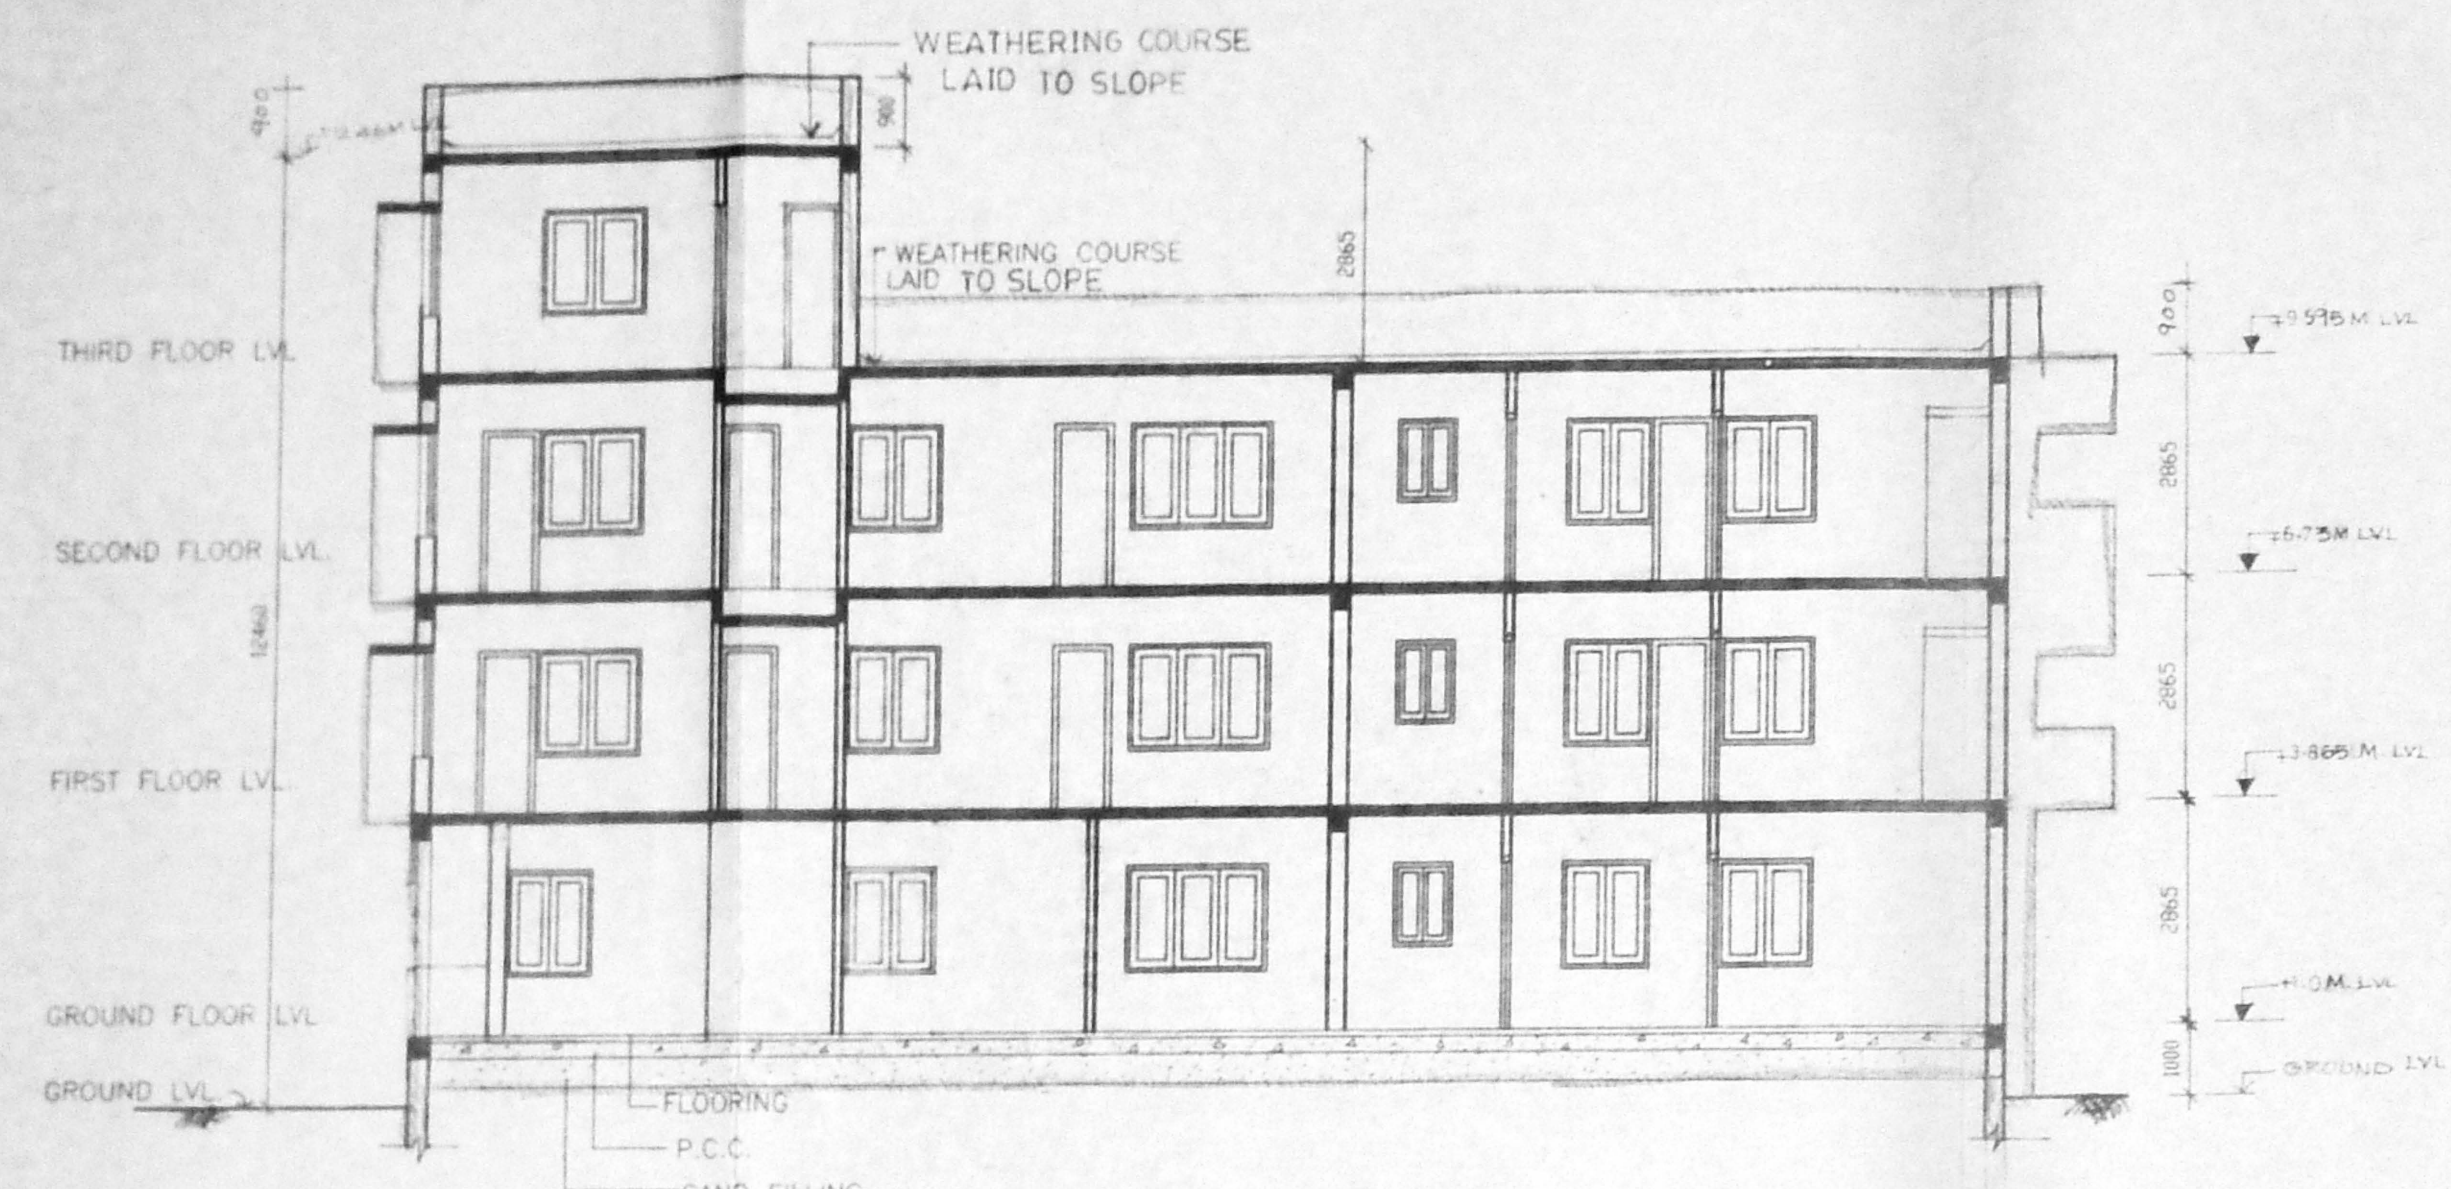 WEATHERING COURSE
LAID TO SLOPE
900
900
WEATHERING COURSE
LAID TO SLOPE
2865
900
+9.595 M LVL
THIRD FLOOR LVL
2865
SECOND FLOOR LVL.
+6.73M LVL
12460
2865
FIRST FLOOR LVL.
+3.865 M LVL
2865
GROUND FLOOR LVL
+1.0M. LVL
1000
GROUND LVL
GROUND LVL
FLOORING
P.C.C.
SAND FILLING